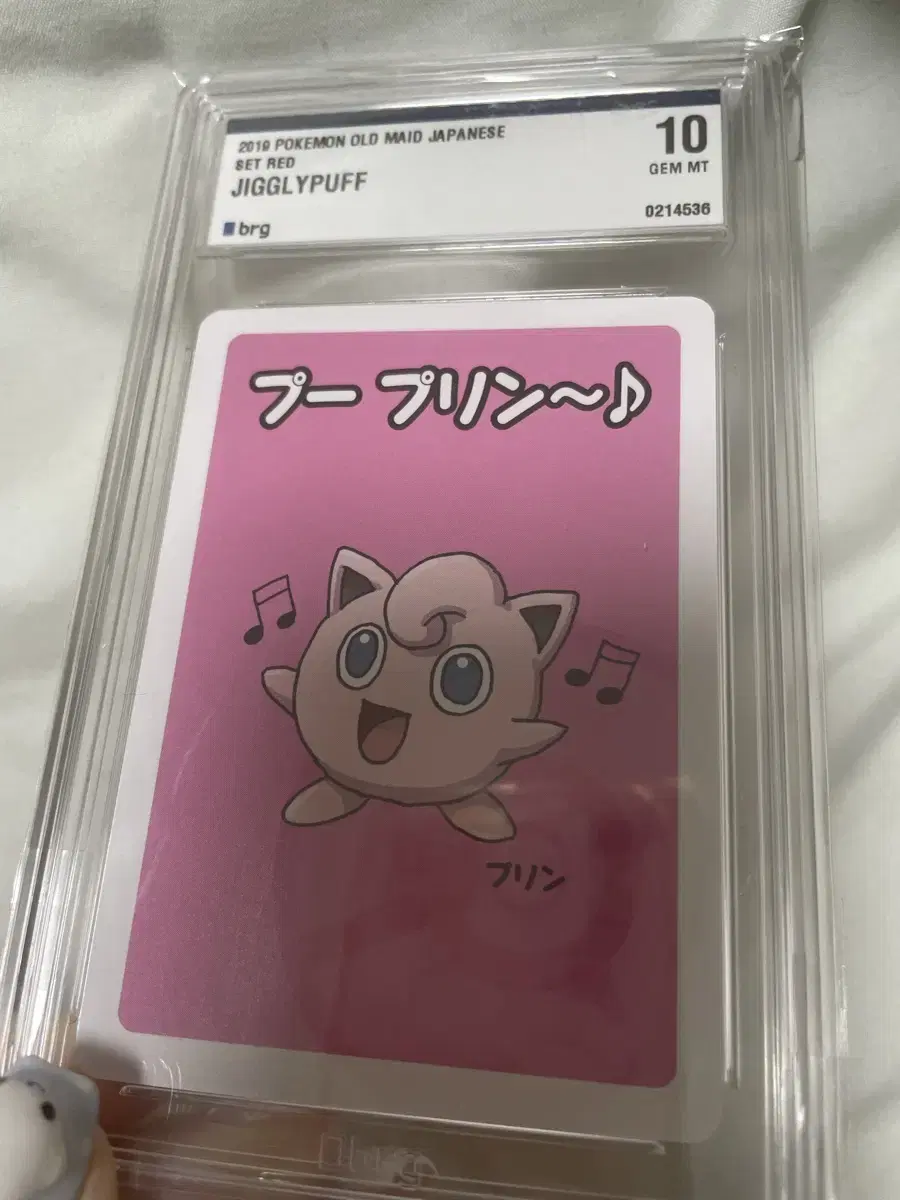 2019 POKEMON OLD MAID JAPANESE
SET RED
JIGGLYPUFF
brg
10
GEM MT
0214536
プー プリン〜♪
プリン